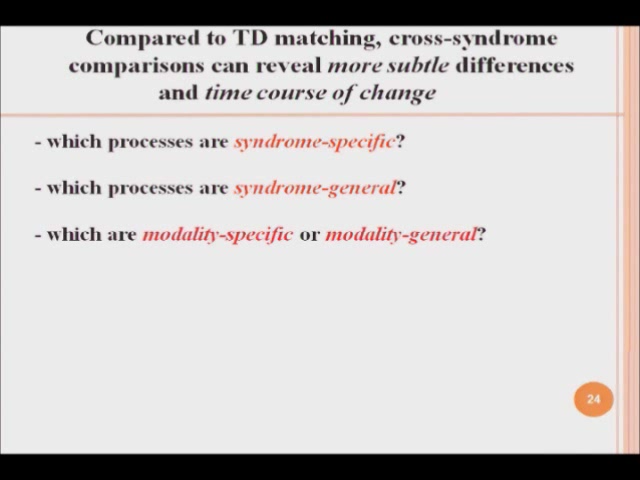 Compared to TD matching, cross-syndrome
comparisons can reveal more subtle differences
and time course of change
- which processes are syndrome-specific?
- which processes are syndrome-general?
- which are modality-specific or modality-general?
24